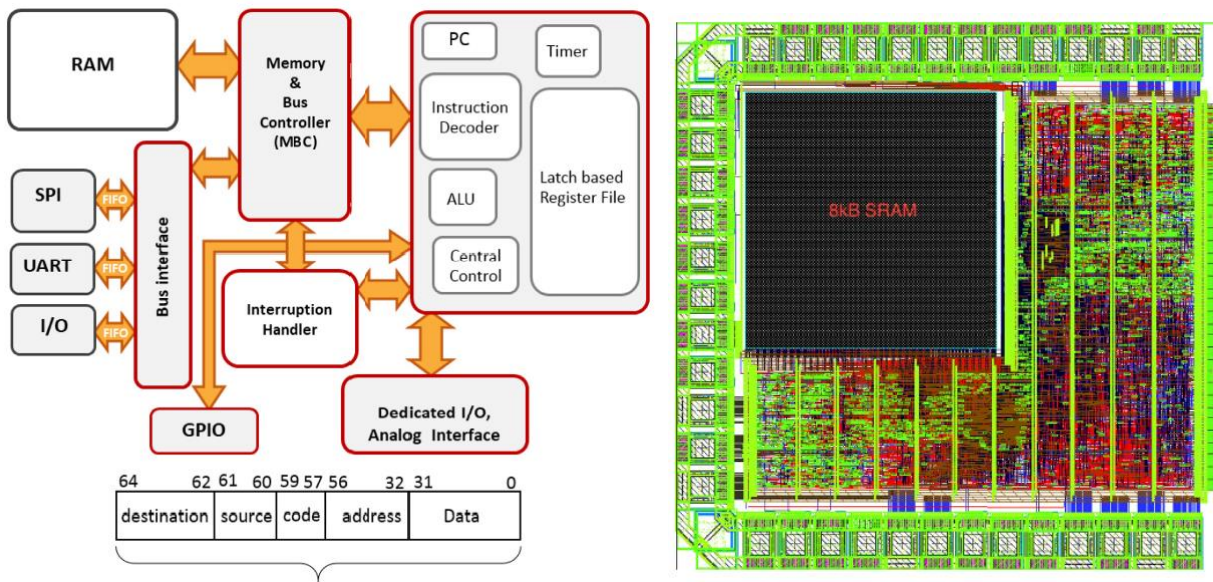 RAM
Memory
&
Bus
Controller
(MBC)
PC
Timer
Instruction
Decoder
ALU
Central
Control
Latch based
Register File
SPI
FIFO
UART
FIFO
I/O
FIFO
Bus interface
Interruption
Handler
GPIO
Dedicated I/O,
Analog Interface
64 62 61 60 59 57 56 32 31 0
destination source code address Data
8kB SRAM